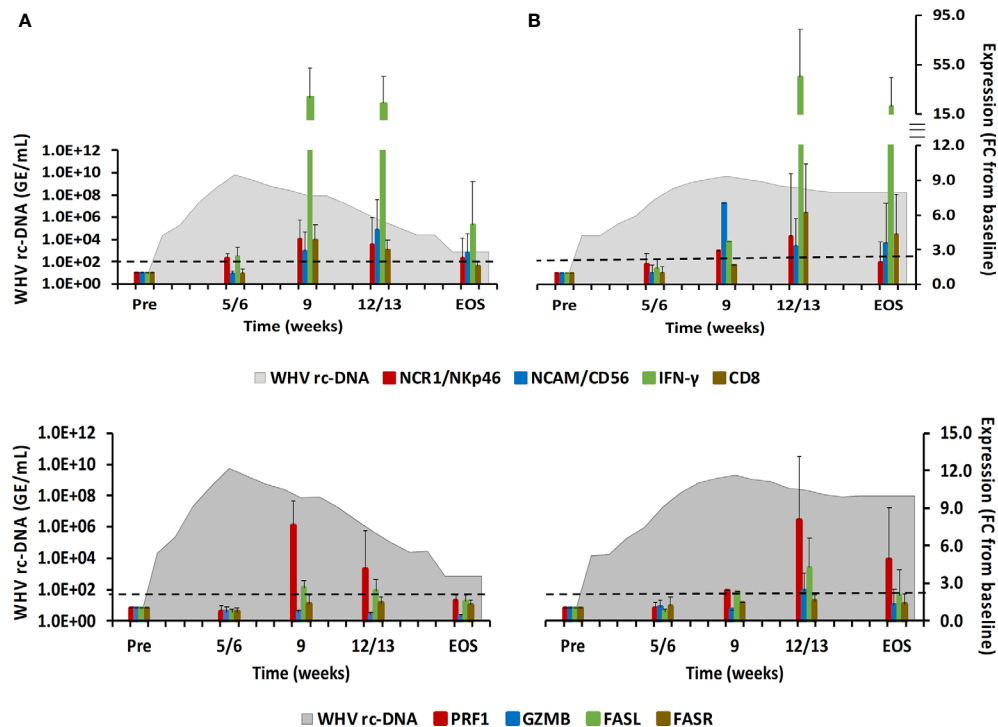 A
B
WHV rc-DNA (GE/mL)
1.0E+12
1.0E+10
1.0E+08
1.0E+06
1.0E+04
1.0E+02
1.0E+00
Pre 5/6 9 12/13 EOS
Time (weeks)
95.0
55.0
15.0
12.0
9.0
6.0
3.0
0.0
Expression (FC from baseline)
Pre 5/6 9 12/13 EOS
Time (weeks)
WHV rc-DNA NCR1/NKp46 NCAM/CD56 IFN-γ CD8
WHV rc-DNA (GE/mL)
1.0E+12
1.0E+10
1.0E+08
1.0E+06
1.0E+04
1.0E+02
1.0E+00
Pre 5/6 9 12/13 EOS
Time (weeks)
15.0
12.0
9.0
6.0
3.0
0.0
Expression (FC from baseline)
Pre 5/6 9 12/13 EOS
Time (weeks)
WHV rc-DNA PRF1 GZMB FASL FASR